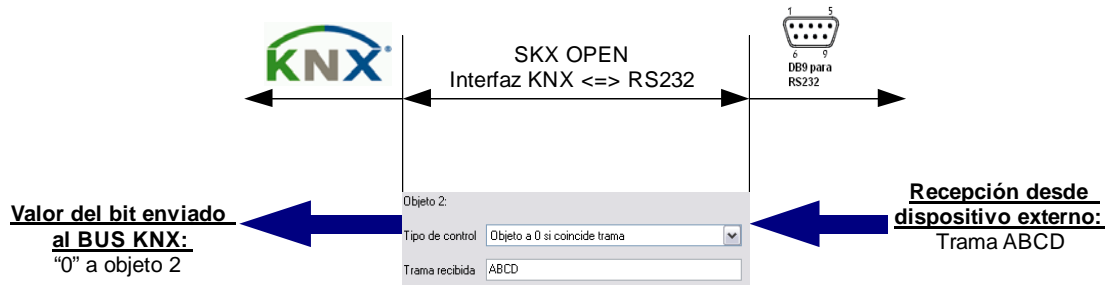 KNX
SKX OPEN
Interfaz KNX <=> RS232
1 5
6 9
DB9 para
RS232
Valor del bit enviado
al BUS KNX:
“0” a objeto 2
Objeto 2:
Tipo de control Objeto a 0 si coincide trama
Trama recibida ABCD
Recepción desde
dispositivo externo:
Trama ABCD